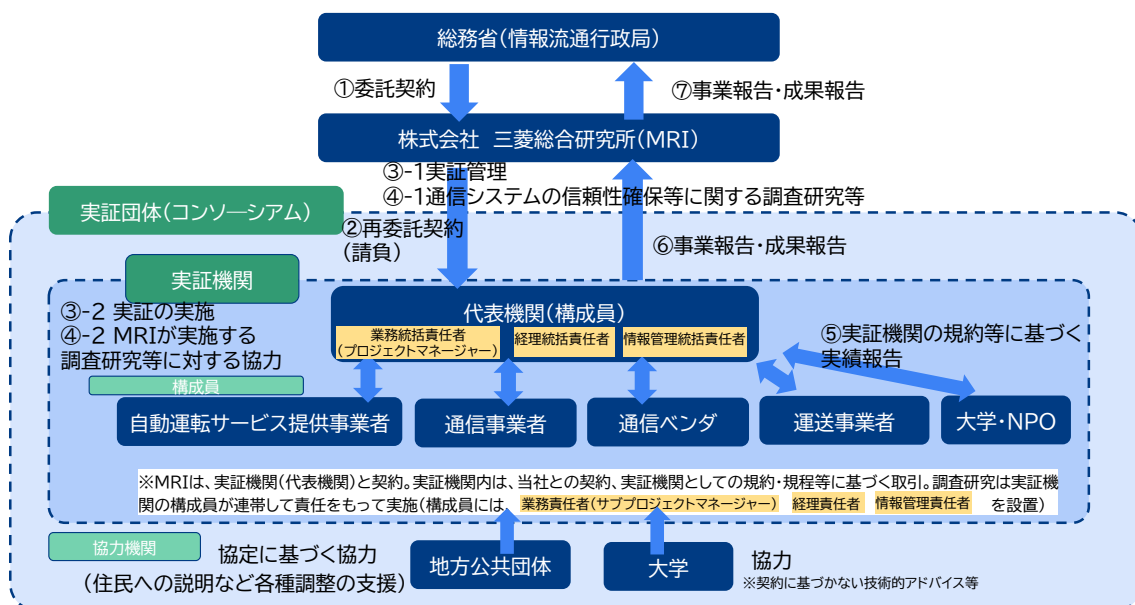 総務省(情報流通行政局)
①委託契約
⑦事業報告・成果報告
株式会社 三菱総合研究所(MRI)
③-1実証管理
④-1通信システムの信頼性確保等に関する調査研究等
実証団体(コンソーシアム)
②再委託契約
(請負)
⑥事業報告・成果報告
実証機関
③-2 実証の実施
④-2 MRIが実施する
調査研究等に対する協力
代表機関(構成員)
業務統括責任者
(プロジェクトマネージャー)
経理統括責任者
情報管理統括責任者
⑤実証機関の規約等に基づく
実績報告
構成員
自動運転サービス提供事業者
通信事業者
通信ベンダ
運送事業者
大学・NPO
※MRIは、実証機関(代表機関)と契約。実証機関内は、当社との契約、実証機関としての規約・規程等に基づく取引。調査研究は実証機
関の構成員が連帯して責任をもって実施(構成員には、 業務責任者(サブプロジェクトマネージャー) 経理責任者 情報管理責任者 を設置)
協力機関
協定に基づく協力
(住民への説明など各種調整の支援)
地方公共団体
大学
協力
※契約に基づかない技術的アドバイス等